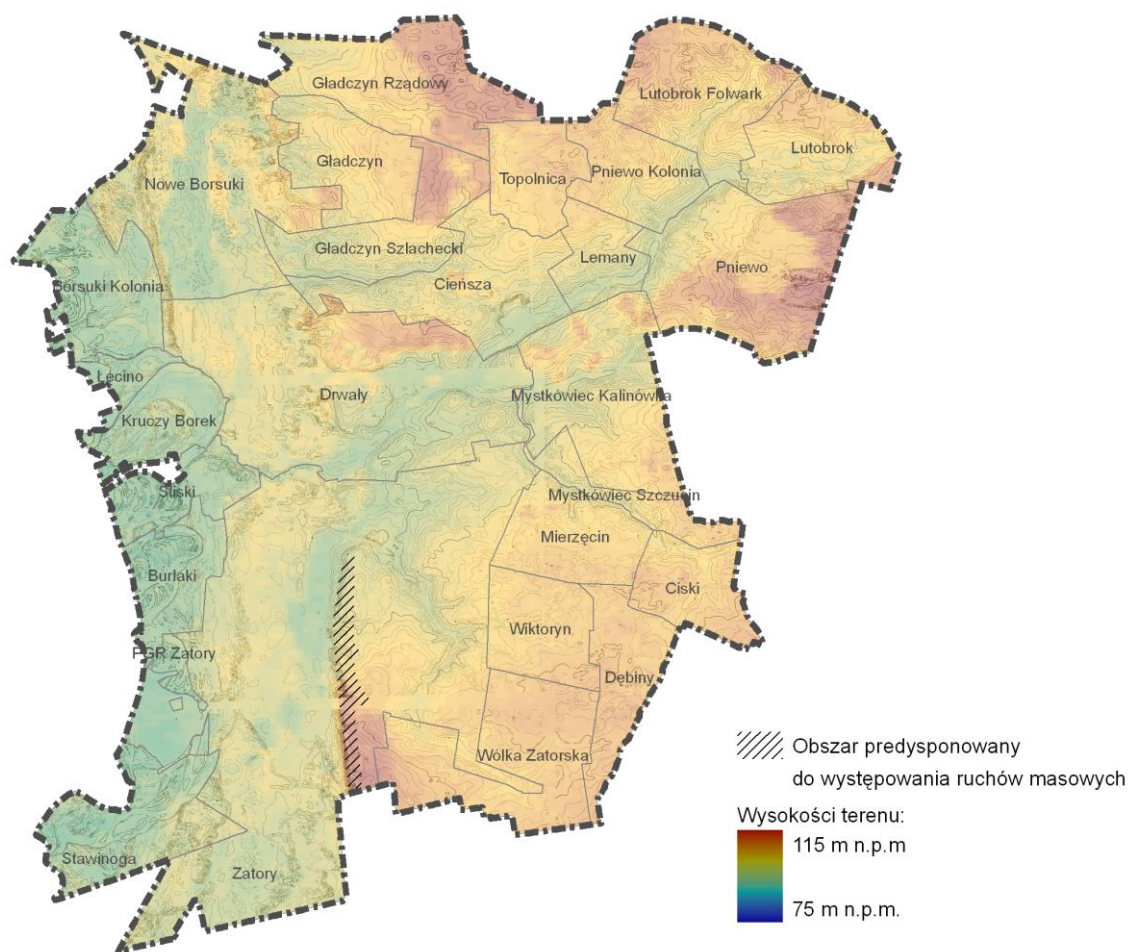 Gładczyn Rządowy
Lutobrok Folwark
Lutobrok
Gładczyn
Nowe Borsuki
Topolnica
Pniewo Kolonia
Gładczyn Szlachecki
Lemany
Pniewo
Cieńsza
Borsuki Kolonia
Łęcino
Drwały
Mystkówiec Kalinówka
Kruczy Borek
Śliski
Mystkówiec Szczucin
Mierzęcin
Burlaki
Ciski
Wiktoryn
PGR Zatory
Dębiny
Wólka Zatorska
Stawinoga
Zatory
Obszar predysponowany
do występowania ruchów masowych
Wysokości terenu:
115 m n.p.m
75 m n.p.m.